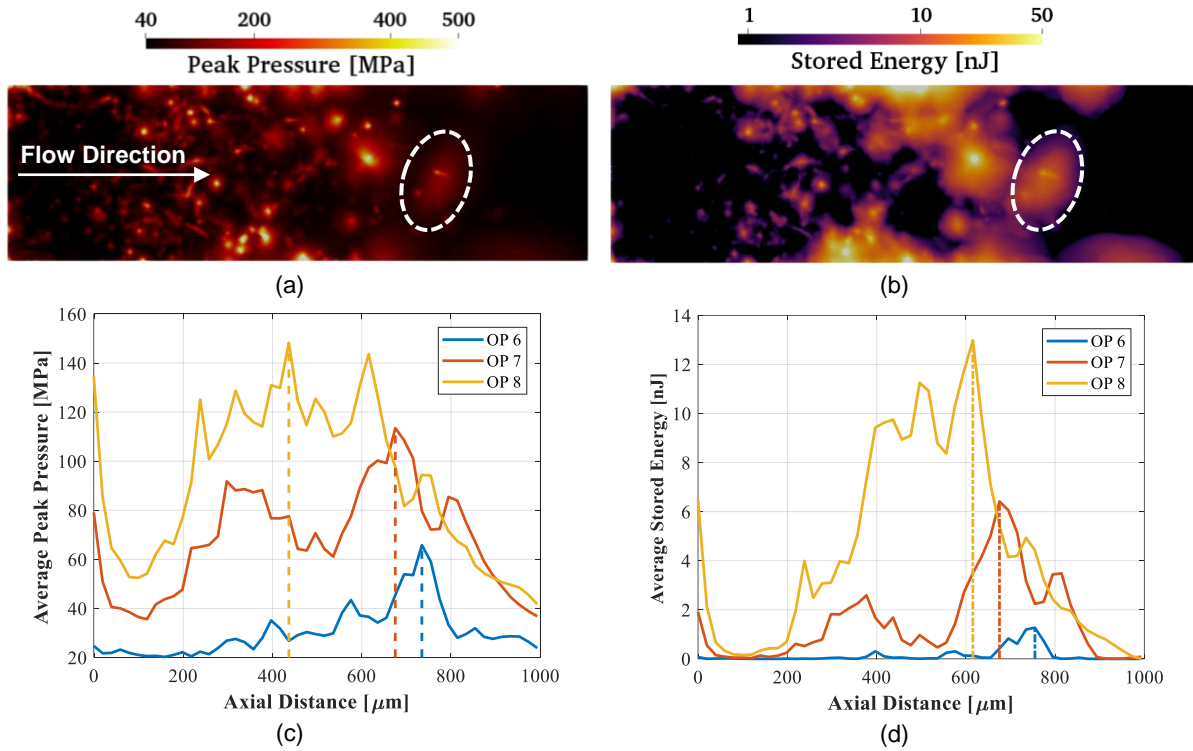 40 200 400 500
Peak Pressure [MPa]
1 10 50
Stored Energy [nJ]
Flow Direction
(a)
(b)
160
140
120
100
80
60
40
20
Average Peak Pressure [MPa]
OP 6
OP 7
OP 8
0 200 400 600 800 1000
Axial Distance [μm]
(c)
14
12
10
8
6
4
2
0
Average Stored Energy [nJ]
OP 6
OP 7
OP 8
0 200 400 600 800 1000
Axial Distance [μm]
(d)